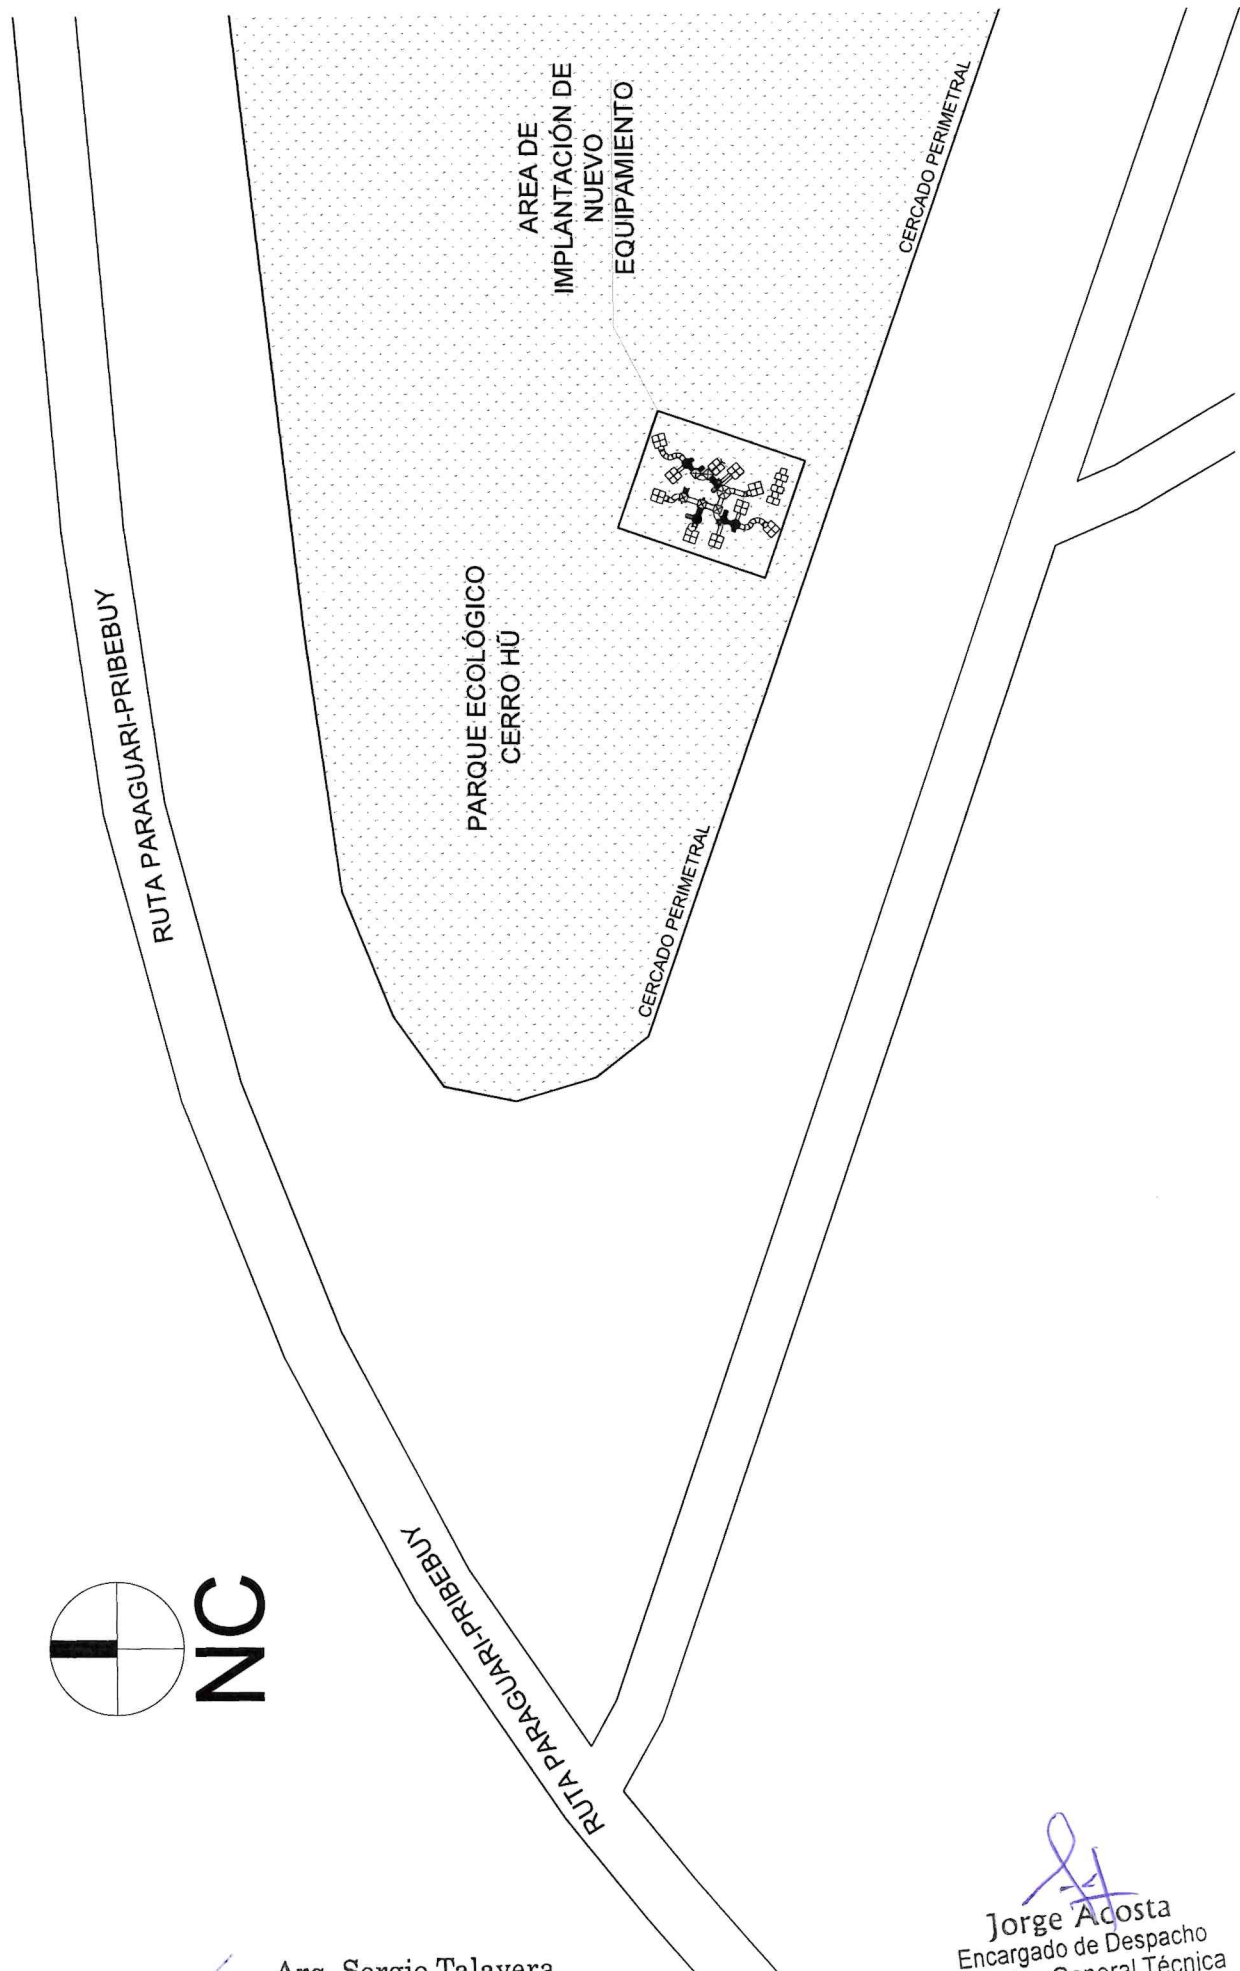 AREA DE
IMPLANTACIÓN DE
NUEVO
EQUIPAMIENTO
CERCADO PERIMETRAL
RUTA PARAGUARI-PRIBEBUY
PARQUE ECOLÓGICO
CERRO HŨ
CERCADO PERIMETRAL
NC
RUTA PARAGUARI-PRIBEBUY
Arq. Sergio Talavera
Jorge Acosta
Encargado de Despacho
General Técnica